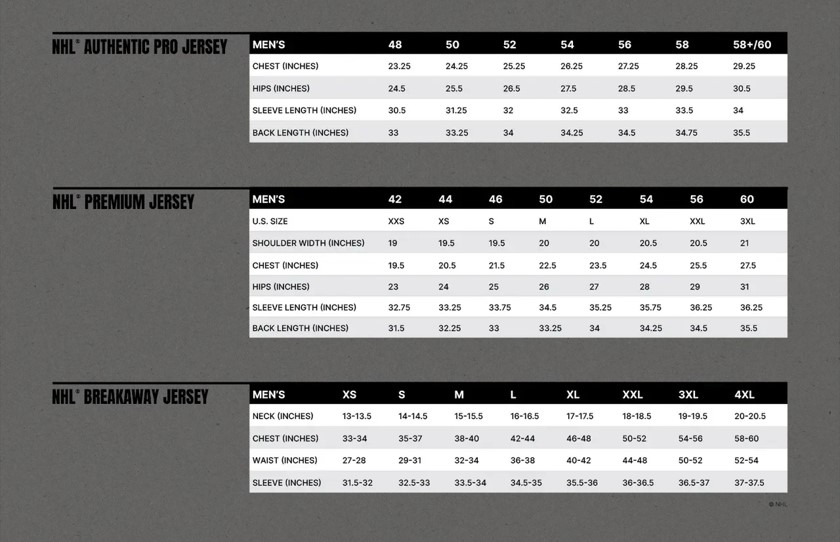 NHL® AUTHENTIC PRO JERSEY
MEN'S 48 50 52 54 56 58 58+/60
CHEST (INCHES) 23.25 24.25 25.25 26.25 27.25 28.25 29.25
HIPS (INCHES) 24.5 25.5 26.5 27.5 28.5 29.5 30.5
SLEEVE LENGTH (INCHES) 30.5 31.25 32 32.5 33 33.5 34
BACK LENGTH (INCHES) 33 33.25 34 34.25 34.5 34.75 35.5
NHL® PREMIUM JERSEY
MEN'S 42 44 46 50 52 54 56 60
U.S. SIZE XXS XS S M L XL XXL 3XL
SHOULDER WIDTH (INCHES) 19 19.5 19.5 20 20 20.5 20.5 21
CHEST (INCHES) 19.5 20.5 21.5 22.5 23.5 24.5 25.5 27.5
HIPS (INCHES) 23 24 25 26 27 28 29 31
SLEEVE LENGTH (INCHES) 32.75 33.25 33.75 34.5 35.25 35.75 36.25 36.25
BACK LENGTH (INCHES) 31.5 32.25 33 33.25 34 34.25 34.5 35.5
NHL® BREAKAWAY JERSEY
MEN'S XS S M L XL XXL 3XL 4XL
NECK (INCHES) 13-13.5 14-14.5 15-15.5 16-16.5 17-17.5 18-18.5 19-19.5 20-20.5
CHEST (INCHES) 33-34 35-37 38-40 42-44 46-48 50-52 54-56 58-60
WAIST (INCHES) 27-28 29-31 32-34 36-38 40-42 44-48 50-52 52-54
SLEEVE (INCHES) 31.5-32 32.5-33 33.5-34 34.5-35 35.5-36 36-36.5 36.5-37 37-37.5
© NHL